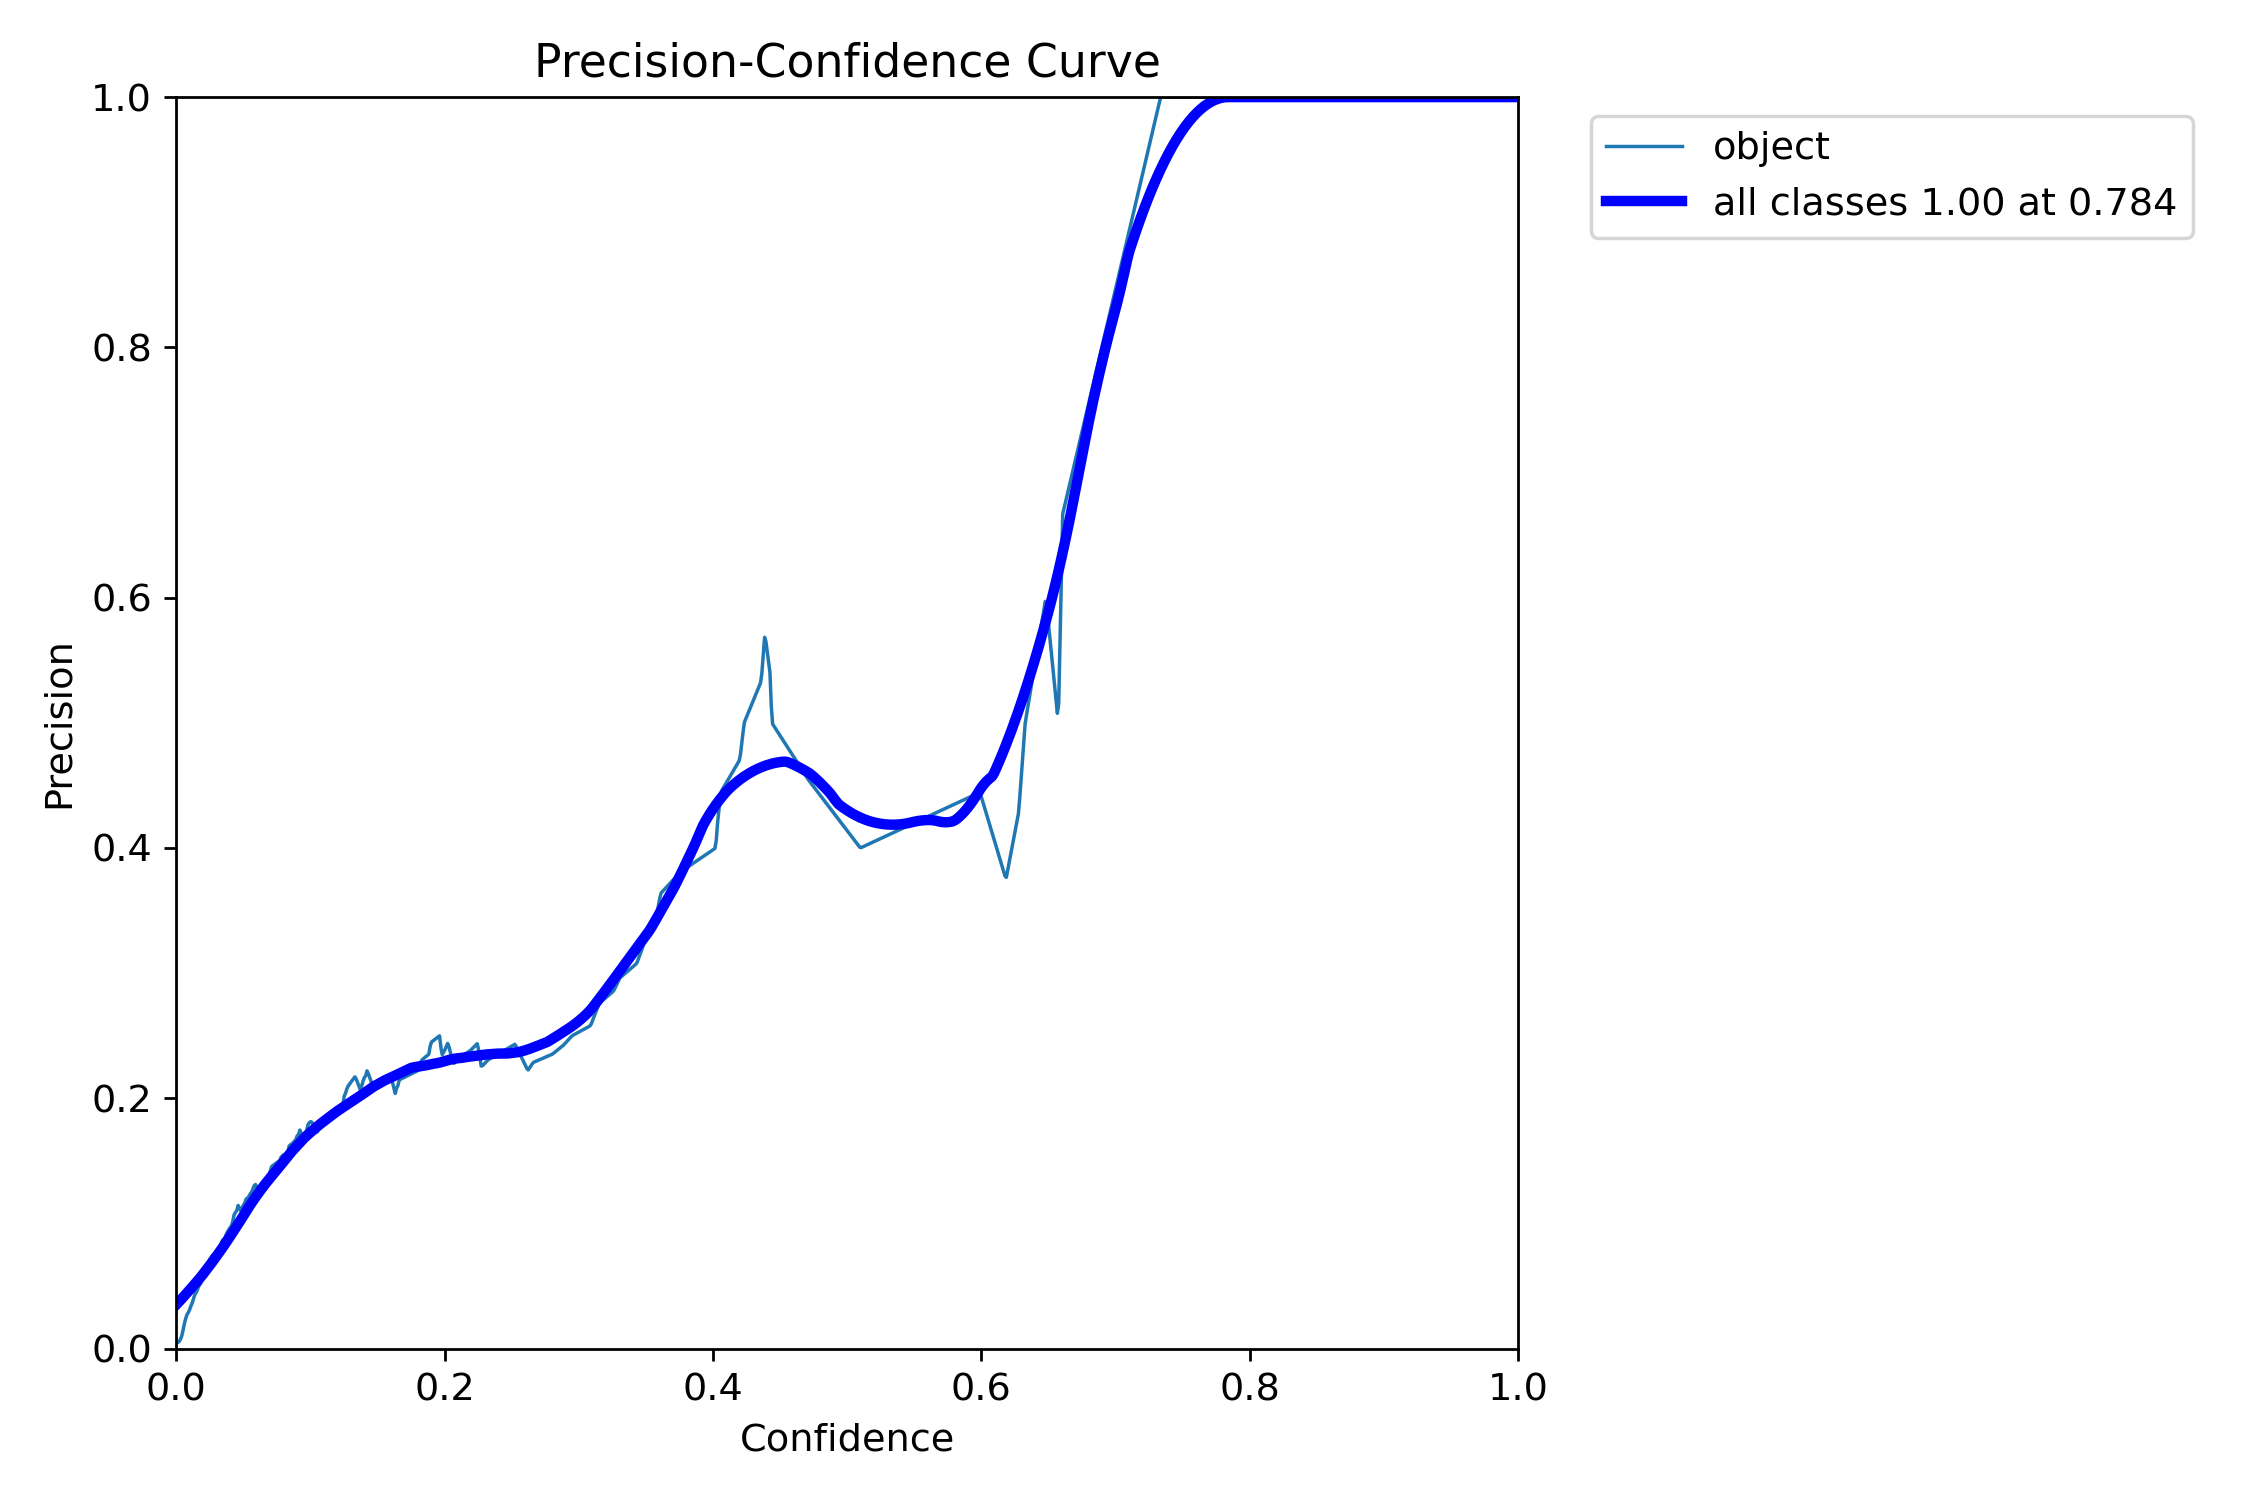 Precision-Confidence Curve
1.0
0.8
0.6
0.4
0.2
0.0
Precision
0.0 0.2 0.4 0.6 0.8 1.0
Confidence
object
all classes 1.00 at 0.784